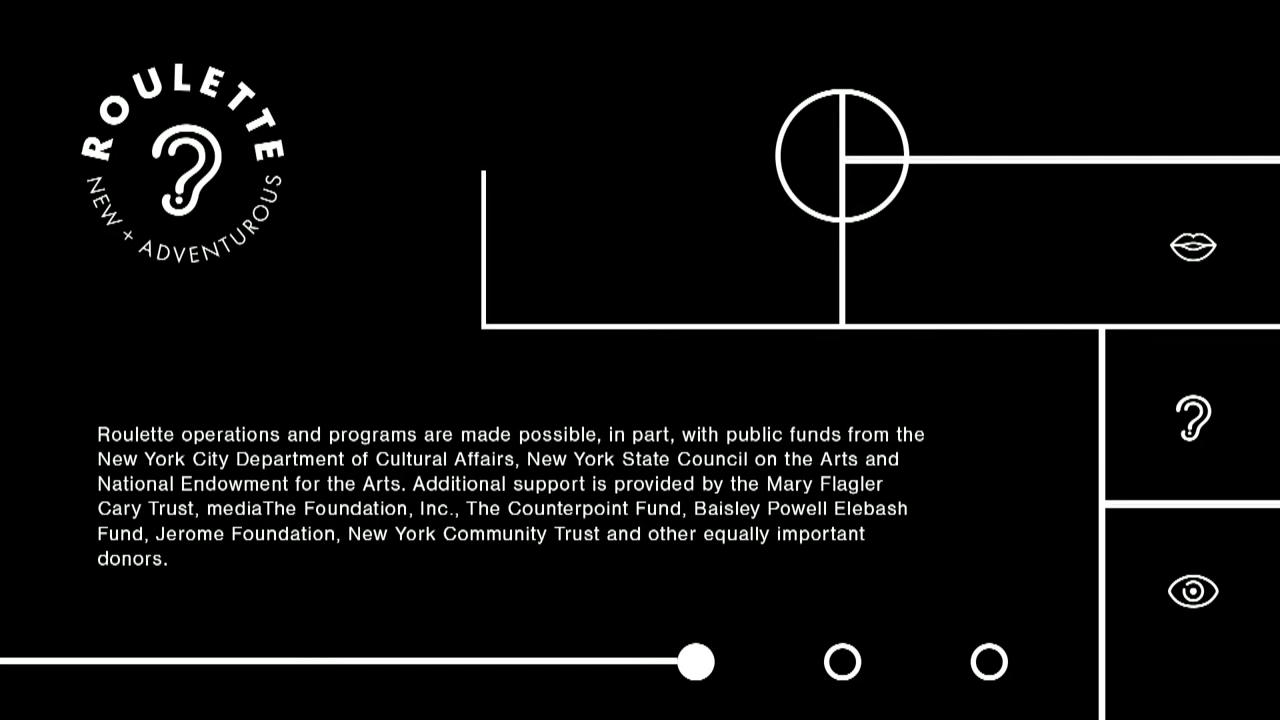 ROULETTE
NEW + ADVENTUROUS
Roulette operations and programs are made possible, in part, with public funds from the
New York City Department of Cultural Affairs, New York State Council on the Arts and
National Endowment for the Arts. Additional support is provided by the Mary Flagler
Cary Trust, mediaThe Foundation, Inc., The Counterpoint Fund, Baisley Powell Elebash
Fund, Jerome Foundation, New York Community Trust and other equally important
donors.